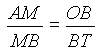 AM/MB = OB/BT